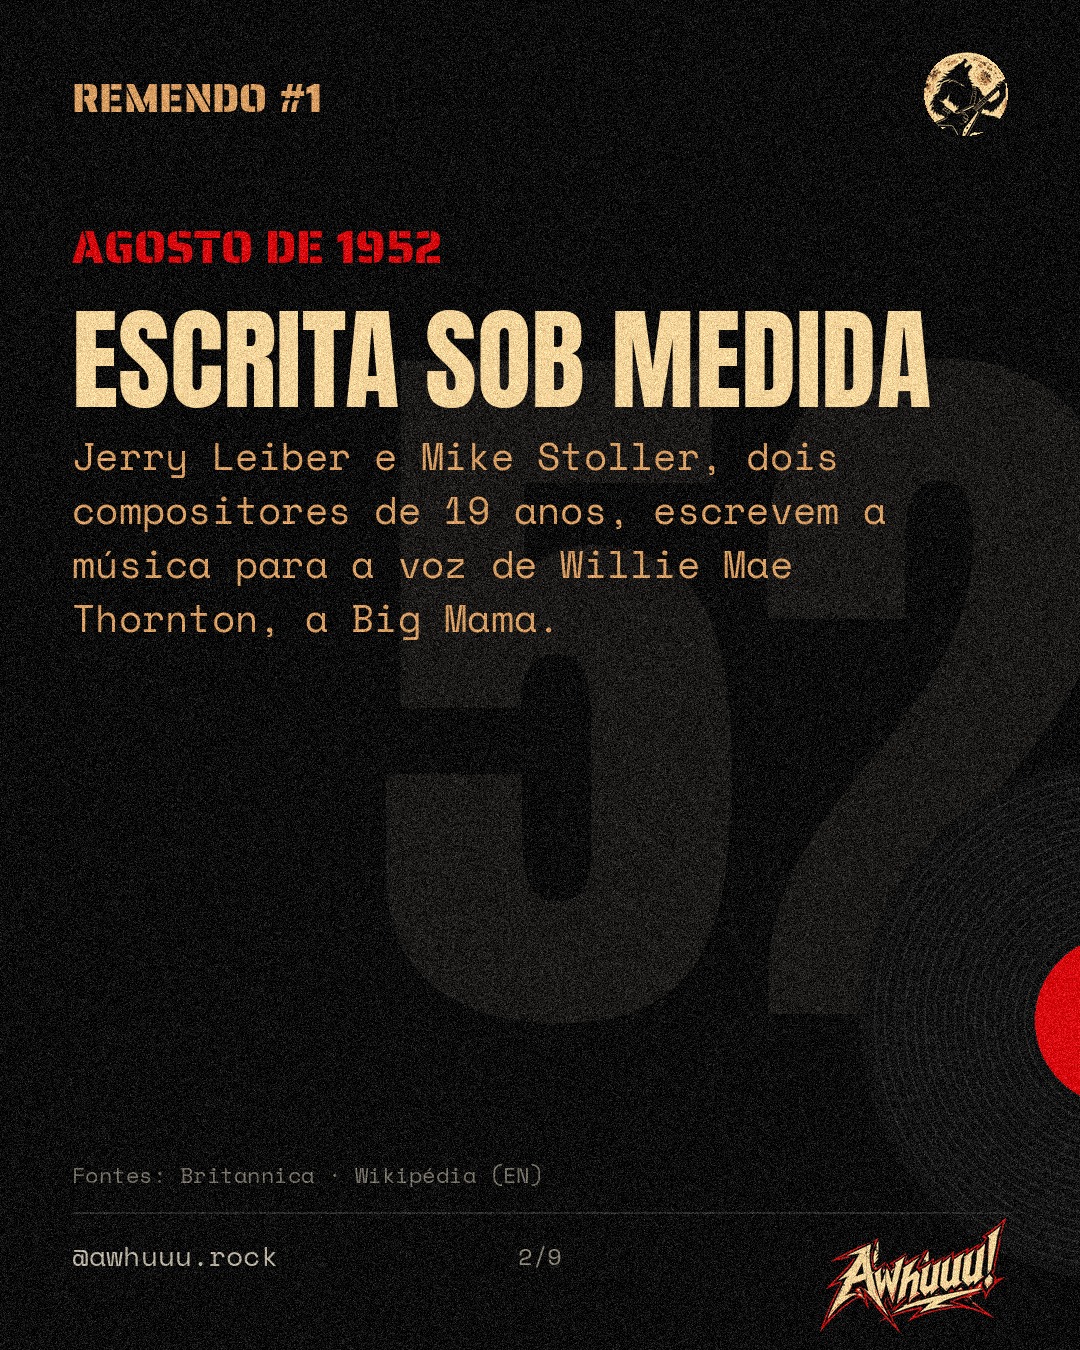 REMENDO #1
AGOSTO DE 1952
ESCRITA SOB MEDIDA
Jerry Leiber e Mike Stoller, dois
compositores de 19 anos, escrevem a
música para a voz de Willie Mae
Thornton, a Big Mama.
52
Fontes: Britannica · Wikipédia (EN)
@awhuuu.rock
2/9
Awhuuu!